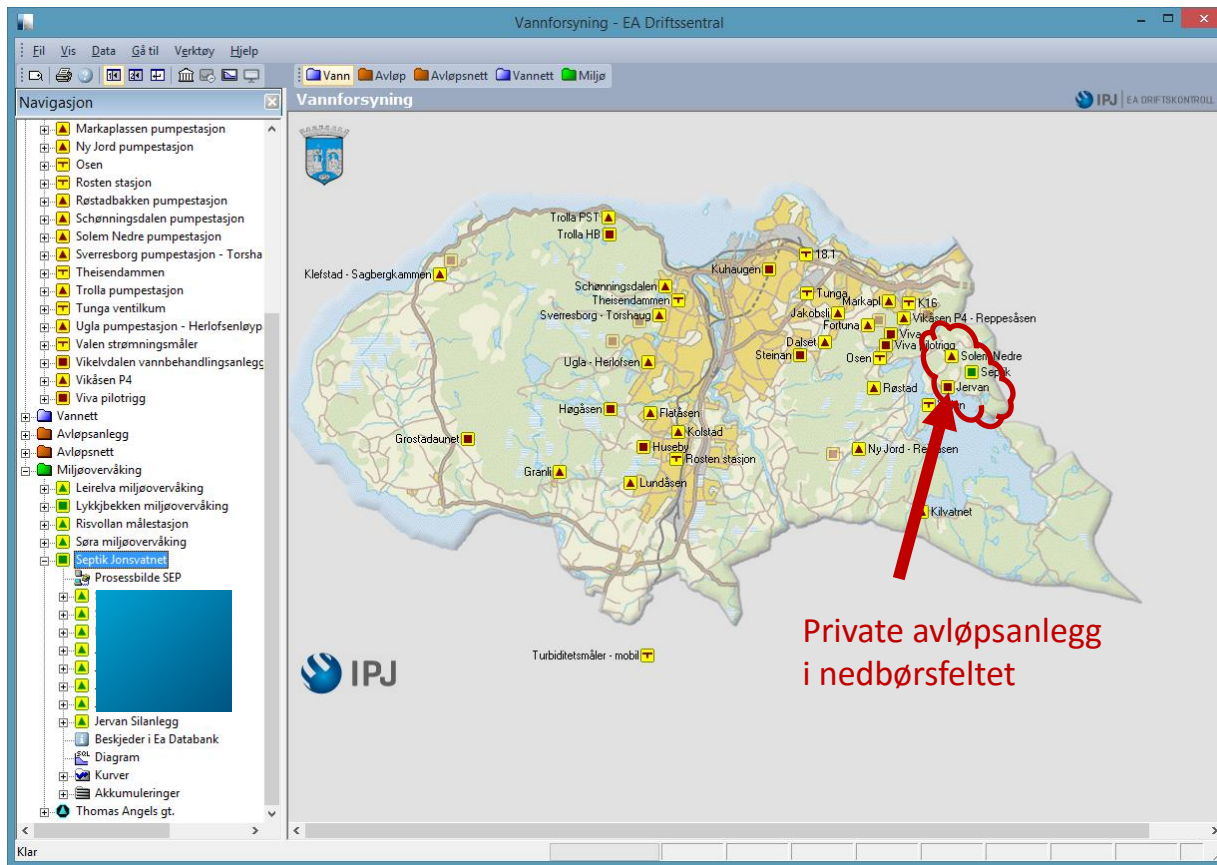 Vannforsyning - EA Driftssentral
Fil Vis Data Gå til Verktøy Hjelp
Vann Avløp Avløpsnett Vannett Miljø
Navigasjon
Vannforsyning
IPJ EA DRIFTSKONTROLL
Markaplassen pumpestasjon
Ny Jord pumpestasjon
Osen
Rosten stasjon
Røstadbakken pumpestasjon
Schønningsdalen pumpestasjon
Solem Nedre pumpestasjon
Sverresborg pumpestasjon - Torsha
Theisendammen
Trolla pumpestasjon
Tunga ventilkum
Ugla pumpestasjon - Herlofsenløyp
Valen strømningsmåler
Vikelvdalen vannbehandlingsanlegg
Vikåsen P4
Viva pilotrigg
Vannett
Avløpsanlegg
Avløpsnett
Miljøovervåking
Leirelva miljøovervåking
Lykkjbekken miljøovervåking
Risvollan målestasjon
Søra miljøovervåking
Septik Jonsvatnet
Prosessbilde SEP
Jervan Silanlegg
Beskjeder i Ea Databank
SQL
Diagram
Kurver
Akkumuleringer
Thomas Angels gt.
Klar
Trolla PST
Trolla HB
Klefstad - Sagbergkammen
Kuhaugen
18.1
Schønningsdalen
Theisendammen
Sverresborg - Torshaug
Tunga
Markapl
K16
Jakobsli
Fortuna
Vikåsen P4 - Reppesåsen
Viva
Viva pilotrigg
Dalset
Steinan
Osen
Solem Nedre
Septik
Jervan
Ugla - Herlofsen
Røstad
Høgåsen
Flatåsen
Kolstad
Grostadaunet
Huseby
Rosten stasjon
Granli
Lundåsen
Kilvatnet
Private avløpsanlegg
i nedbørsfeltet
Turbiditetsmåler - mobil
IPJ